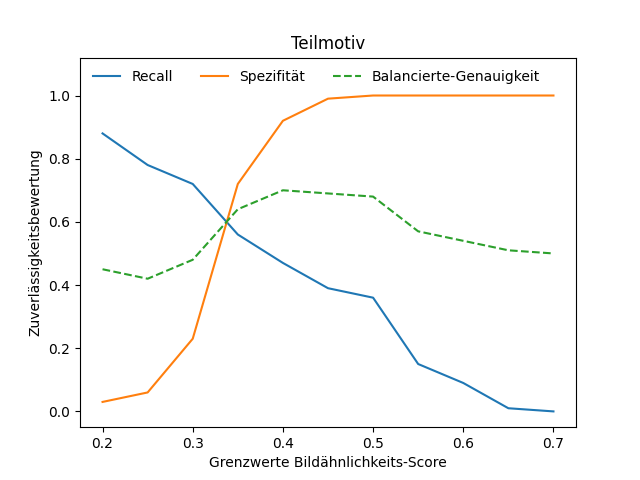 Teilmotiv
Recall Spezifität Balancierte-Genauigkeit
1.0
0.8
0.6
0.4
0.2
0.0
Zuverlässigkeitsbewertung
0.2 0.3 0.4 0.5 0.6 0.7
Grenzwerte Bildähnlichkeits-Score